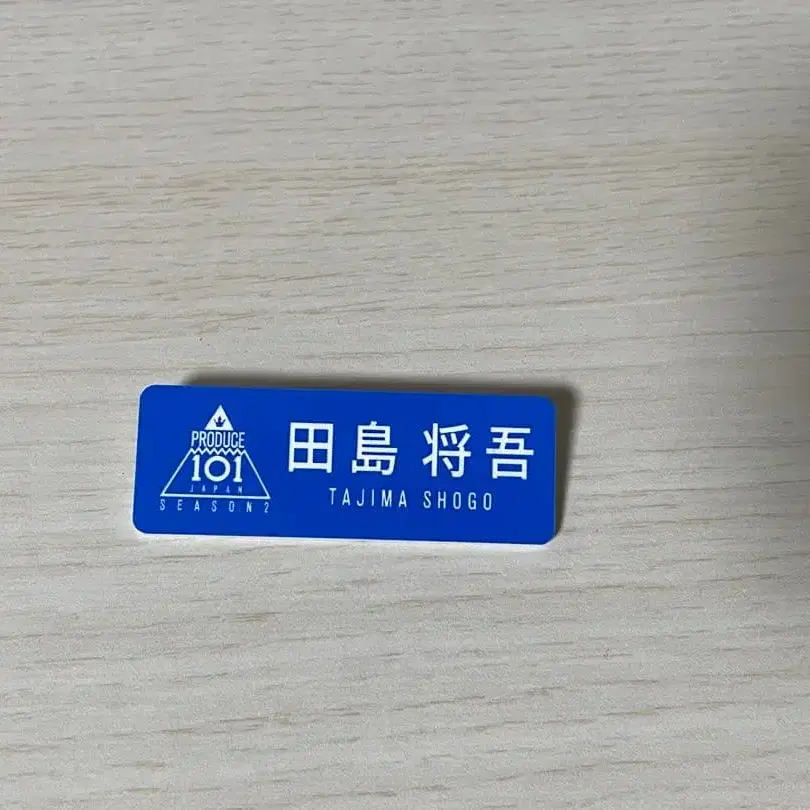 PRODUCE
101
JAPAN
SEASON2
田島 将吾
TAJIMA SHOGO